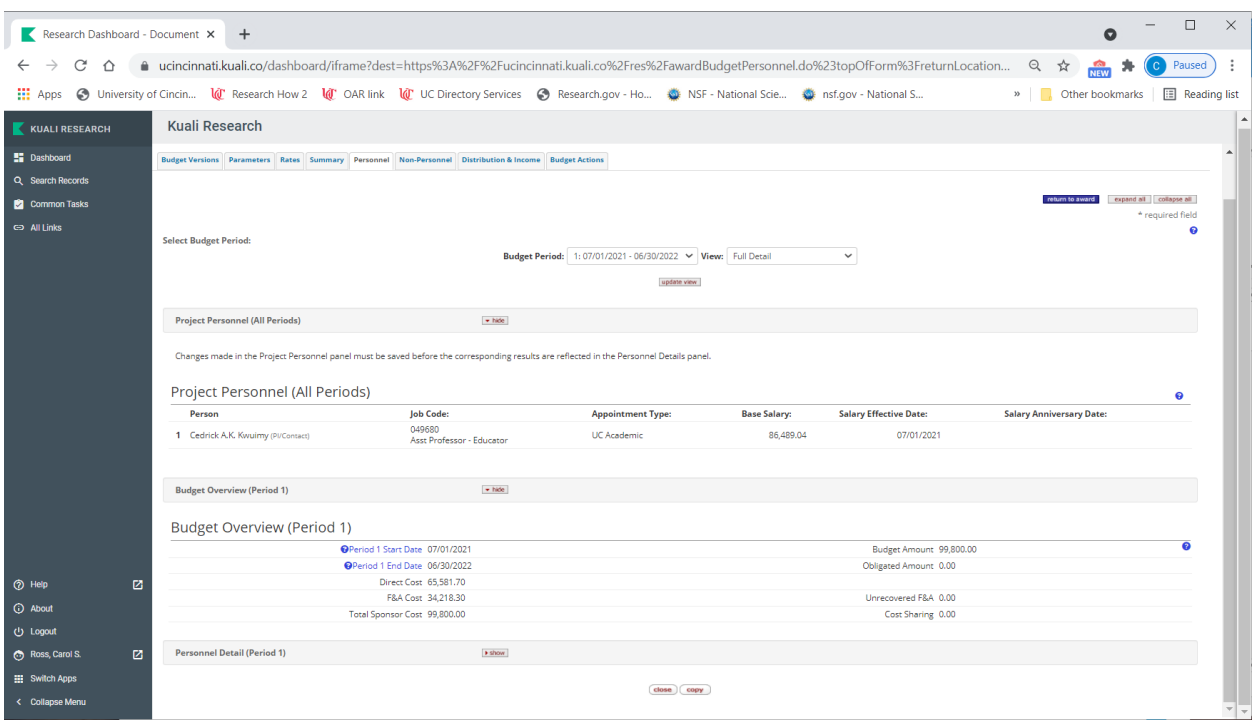 Research Dashboard - Document
ucincinnati.kuali.co/dashboard/iframe?dest=https%3A%2F%2Fucincinnati.kuali.co%2Fres%2FawardBudgetPersonnel.do%23topOfForm%3FreturnLocation...
NEW
C Paused
Apps University of Cincin... Research How 2 OAR link UC Directory Services Research.gov - Ho... NSF - National Scie... nsf.gov - National S... » Other bookmarks Reading list
KUALI RESEARCH
Dashboard
Search Records
Common Tasks
All Links
Help
About
Logout
Ross, Carol S.
Switch Apps
Collapse Menu
Kuali Research
Budget Versions Parameters Rates Summary Personnel Non-Personnel Distribution & Income Budget Actions
return to award expand all collapse all
* required field
Select Budget Period:
Budget Period: 1: 07/01/2021 - 06/30/2022 View: Full Detail
update view
Project Personnel (All Periods) hide
Changes made in the Project Personnel panel must be saved before the corresponding results are reflected in the Personnel Details panel.
Project Personnel (All Periods)
Person Job Code: Appointment Type: Base Salary: Salary Effective Date: Salary Anniversary Date:
1 Cedrick A.K. Kwuimy (PI/Contact) 049680 UC Academic 86,489.04 07/01/2021
Asst Professor - Educator
Budget Overview (Period 1) hide
Budget Overview (Period 1)
Period 1 Start Date 07/01/2021 Budget Amount 99,800.00
Period 1 End Date 06/30/2022 Obligated Amount 0.00
Direct Cost 65,581.70
F&A Cost 34,218.30 Unrecovered F&A 0.00
Total Sponsor Cost 99,800.00 Cost Sharing 0.00
Personnel Detail (Period 1) show
close copy